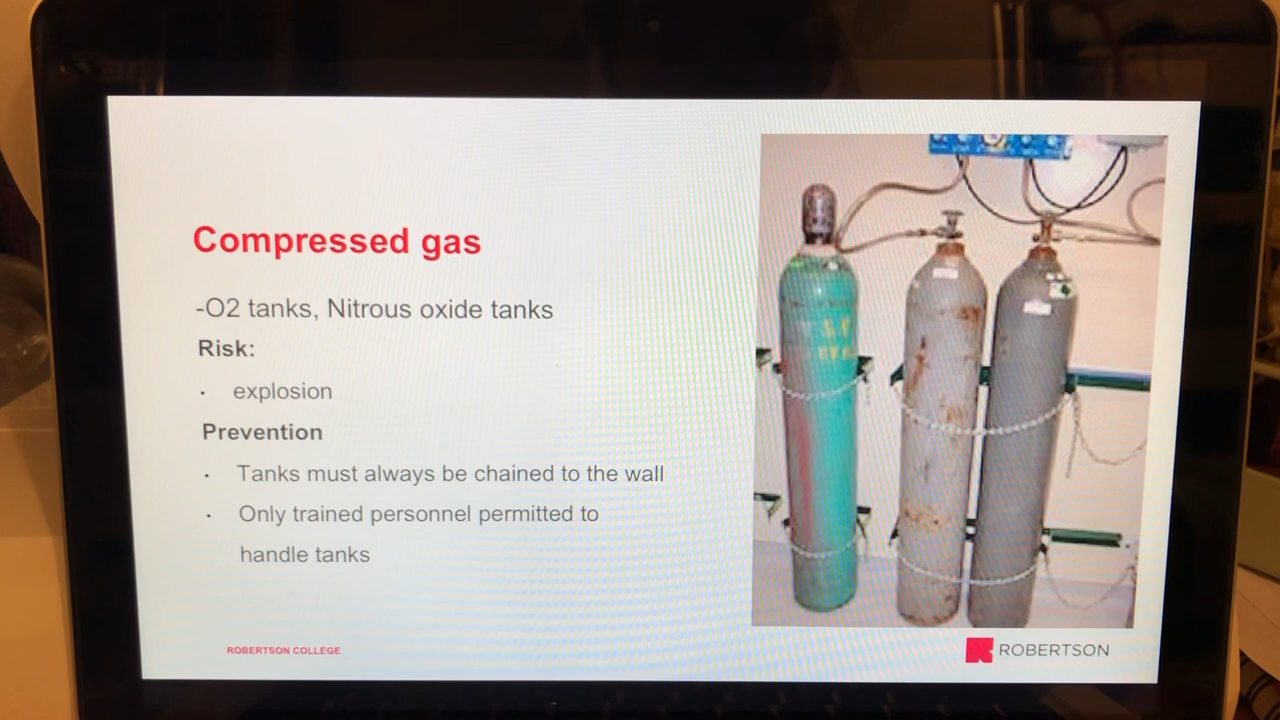 Compressed gas
-O2 tanks, Nitrous oxide tanks
Risk:
· explosion
Prevention
· Tanks must always be chained to the wall
· Only trained personnel permitted to
handle tanks
ROBERTSON COLLEGE
ROBERTSON